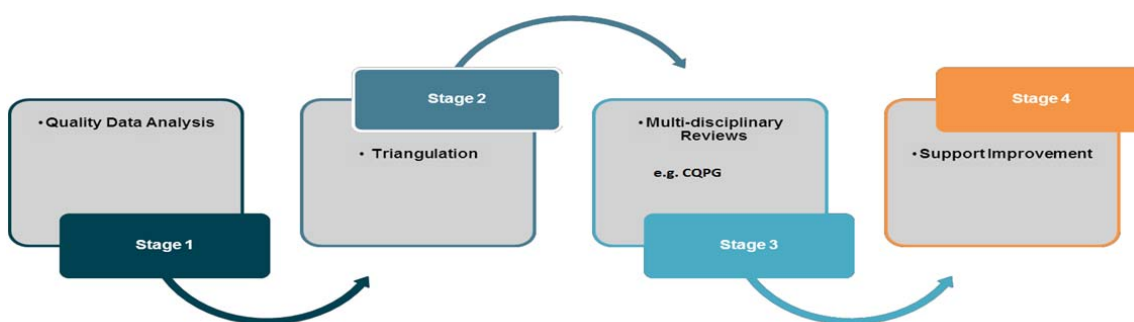 • Quality Data Analysis
Stage 1
Stage 2
• Triangulation
• Multi-disciplinary
Reviews
e.g. CQPG
Stage 3
Stage 4
• Support Improvement